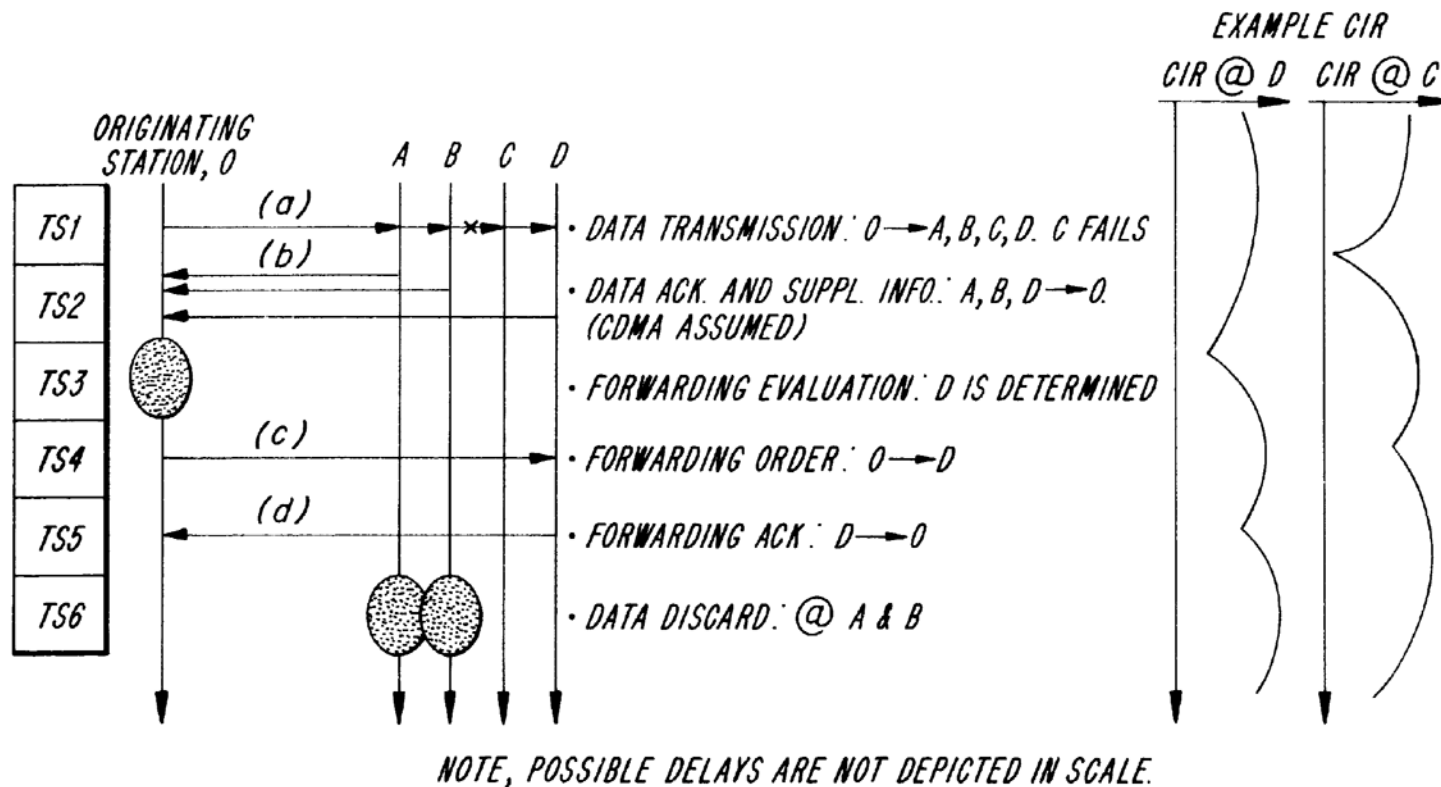 EXAMPLE CIR
CIR @ D
CIR @ C
ORIGINATING
STATION, O
A
B
C
D
TS1
(a)
· DATA TRANSMISSION: O→A, B, C, D. C FAILS
(b)
TS2
· DATA ACK. AND SUPPL. INFO.: A, B, D→O.
(CDMA ASSUMED)
TS3
· FORWARDING EVALUATION: D IS DETERMINED
TS4
(c)
· FORWARDING ORDER: O→D
TS5
(d)
· FORWARDING ACK: D→O
TS6
· DATA DISCARD: @ A & B
NOTE, POSSIBLE DELAYS ARE NOT DEPICTED IN SCALE.